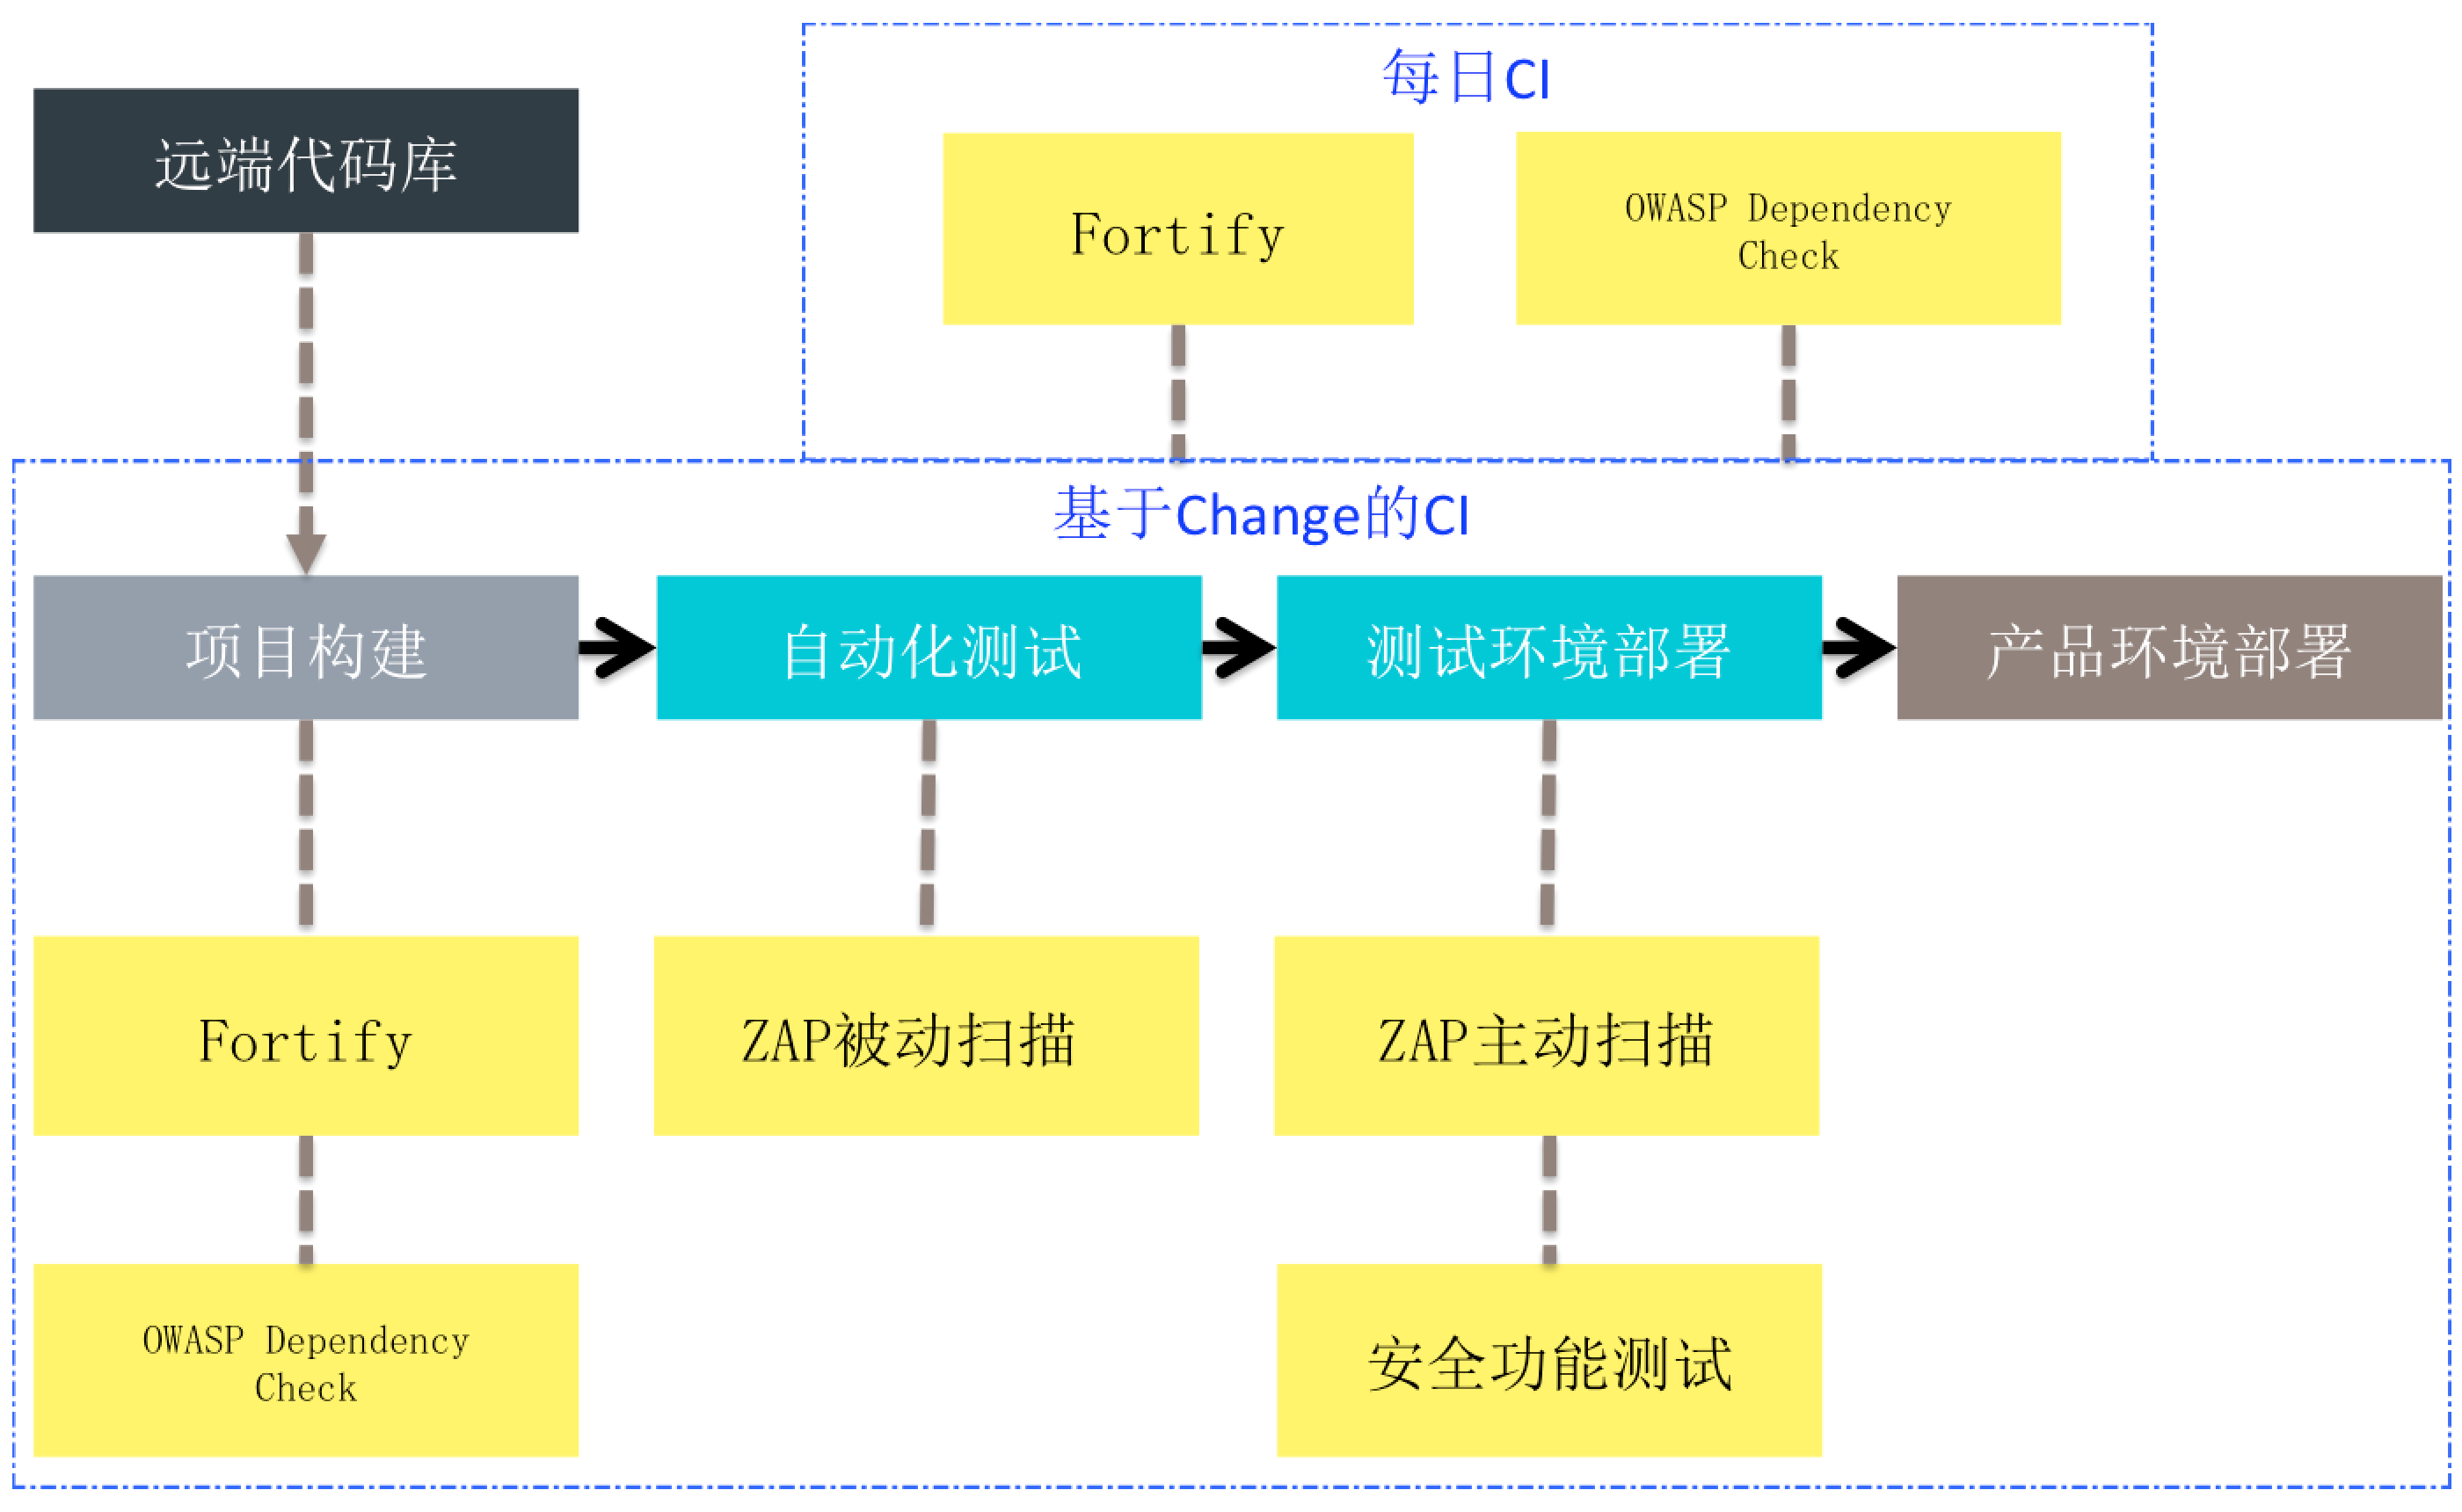 每日CI
远端代码库
Fortify
OWASP Dependency
Check
基于Change的CI
项目构建
自动化测试
测试环境部署
产品环境部署
Fortify
ZAP被动扫描
ZAP主动扫描
OWASP Dependency
Check
安全功能测试